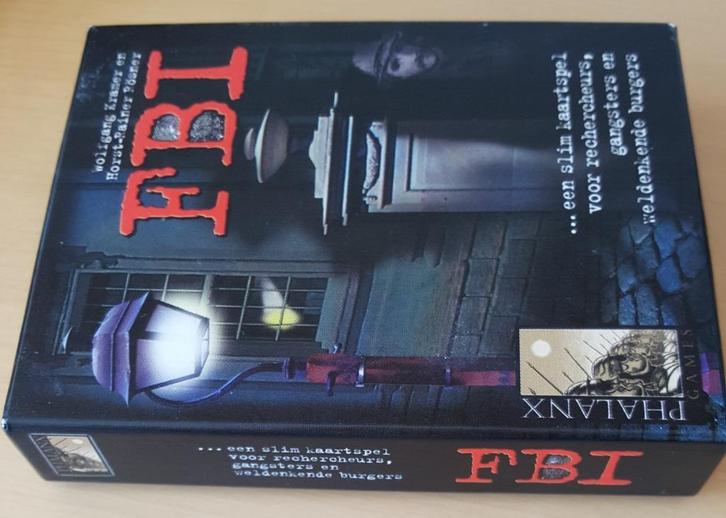 Wolfgang Kramer en
Horst-Rainer Rösner
FBI
...een slim kaartspel
voor rechercheurs,
gangsters en
weldenkende burgers
PHALANX
GAMES
PHALANX
...een slim kaartspel
voor rechercheurs,
gangsters en
weldenkende burgers
FBI